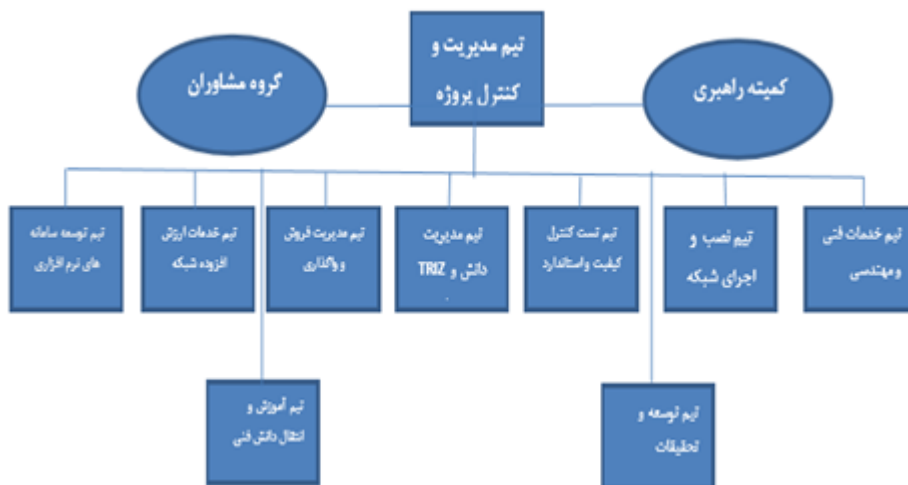 تیم مدیریت و
کنترل پروژه
کمیته راهبری
گروه مشاوران
تیم خدمات فنی
و مهندسی
تیم نصب و
اجرای شبکه
تیم تست کنترل
کیفیت و استاندارد
تیم مدیریت
دانش و TRIZ
.
تیم مدیریت فروش
و واگذاری
تیم خدمات ارزش
افزوده شبکه
تیم توسعه سامانه
های نرم افزاری
تیم توسعه و
تحقیقات
تیم آموزش و
انتقال دانش فنی